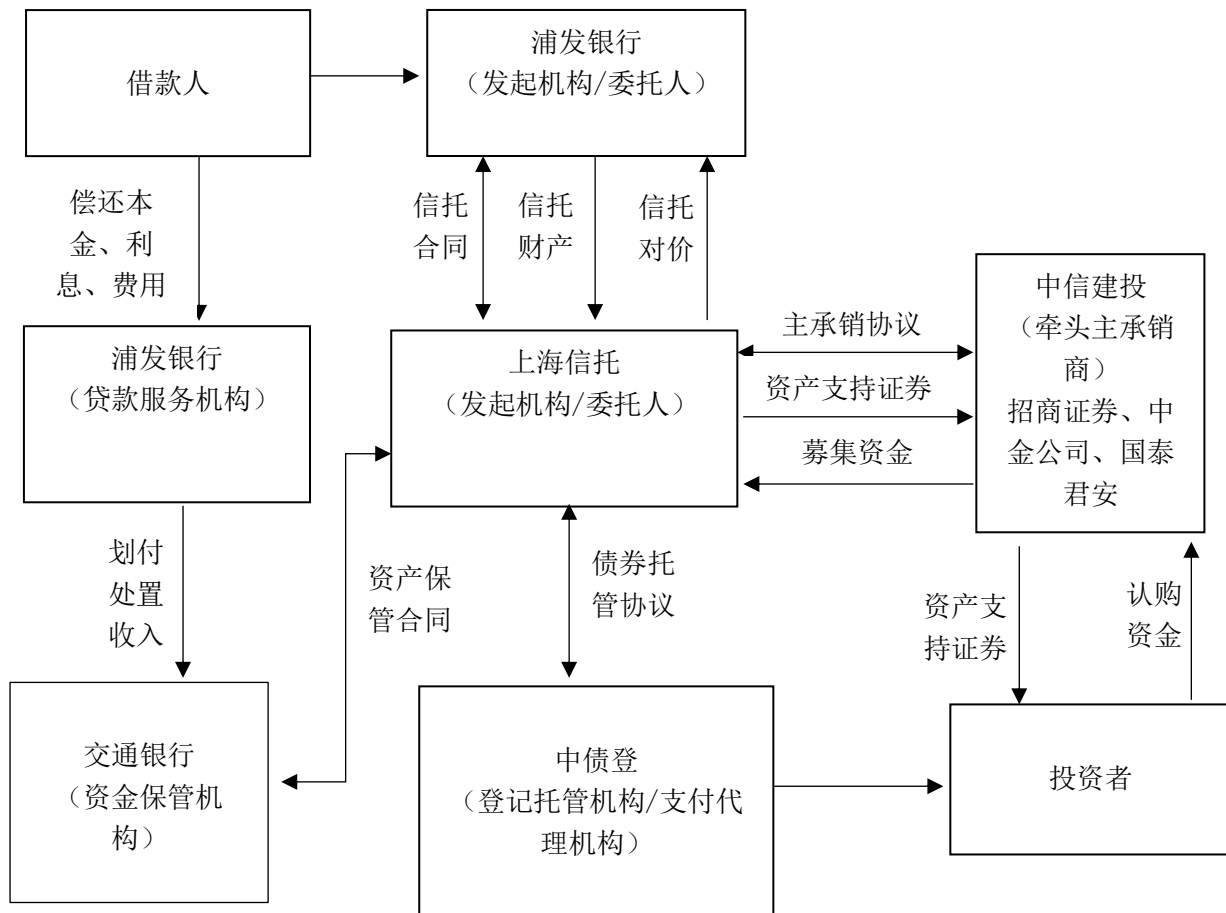 借款人
浦发银行
（发起机构/委托人）
偿还本
金、利
息、费用
信托
合同
信托
财产
信托
对价
浦发银行
（贷款服务机构）
上海信托
（发起机构/委托人）
主承销协议
资产支持证券
募集资金
中信建投
（牵头主承销
商）
招商证券、中
金公司、国泰
君安
划付
处置
收入
资产保
管合同
债券托
管协议
资产支
持证券
认购
资金
交通银行
（资金保管机
构）
中债登
（登记托管机构/支付代
理机构）
投资者